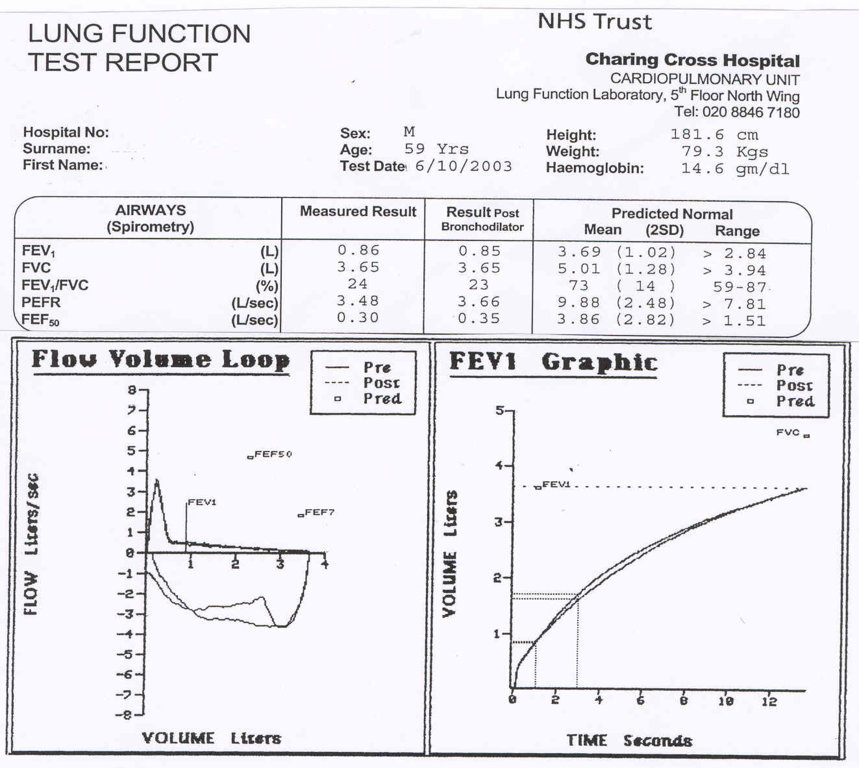 LUNG FUNCTION
TEST REPORT
NHS Trust
Charing Cross Hospital
CARDIOPULMONARY UNIT
Lung Function Laboratory, 5th Floor North Wing
Tel: 020 8846 7180
Hospital No: Sex: M Height: 181.6 cm
Surname: Age: 59 Yrs Weight: 79.3 Kgs
First Name: Test Date 6/10/2003 Haemoglobin: 14.6 gm/dl
AIRWAYS Measured Result Result Post Predicted Normal
(Spirometry) Bronchodilator Mean (2SD) Range
FEV1 (L) 0.86 0.85 3.69 (1.02) > 2.84
FVC (L) 3.65 3.65 5.01 (1.28) > 3.94
FEV1/FVC (%) 24 23 73 ( 14 ) 59-87
PEFR (L/sec) 3.48 3.66 9.88 (2.48) > 7.81
FEF50 (L/sec) 0.30 0.35 3.86 (2.82) > 1.51
Flow Volume Loop
Pre
Post
Pred
8
7
6
5
4
3
2
1
0
-1
-2
-3
-4
-5
-6
-7
-8
FEF50
FEV1
FEF7
1 2 3 4
FLOW Liters/sec
VOLUME Liters
FEV1 Graphic
Pre
Post
Pred
FVC
5
4
3
2
1
FEV1
0 2 4 6 8 10 12
VOLUME Liters
TIME Seconds